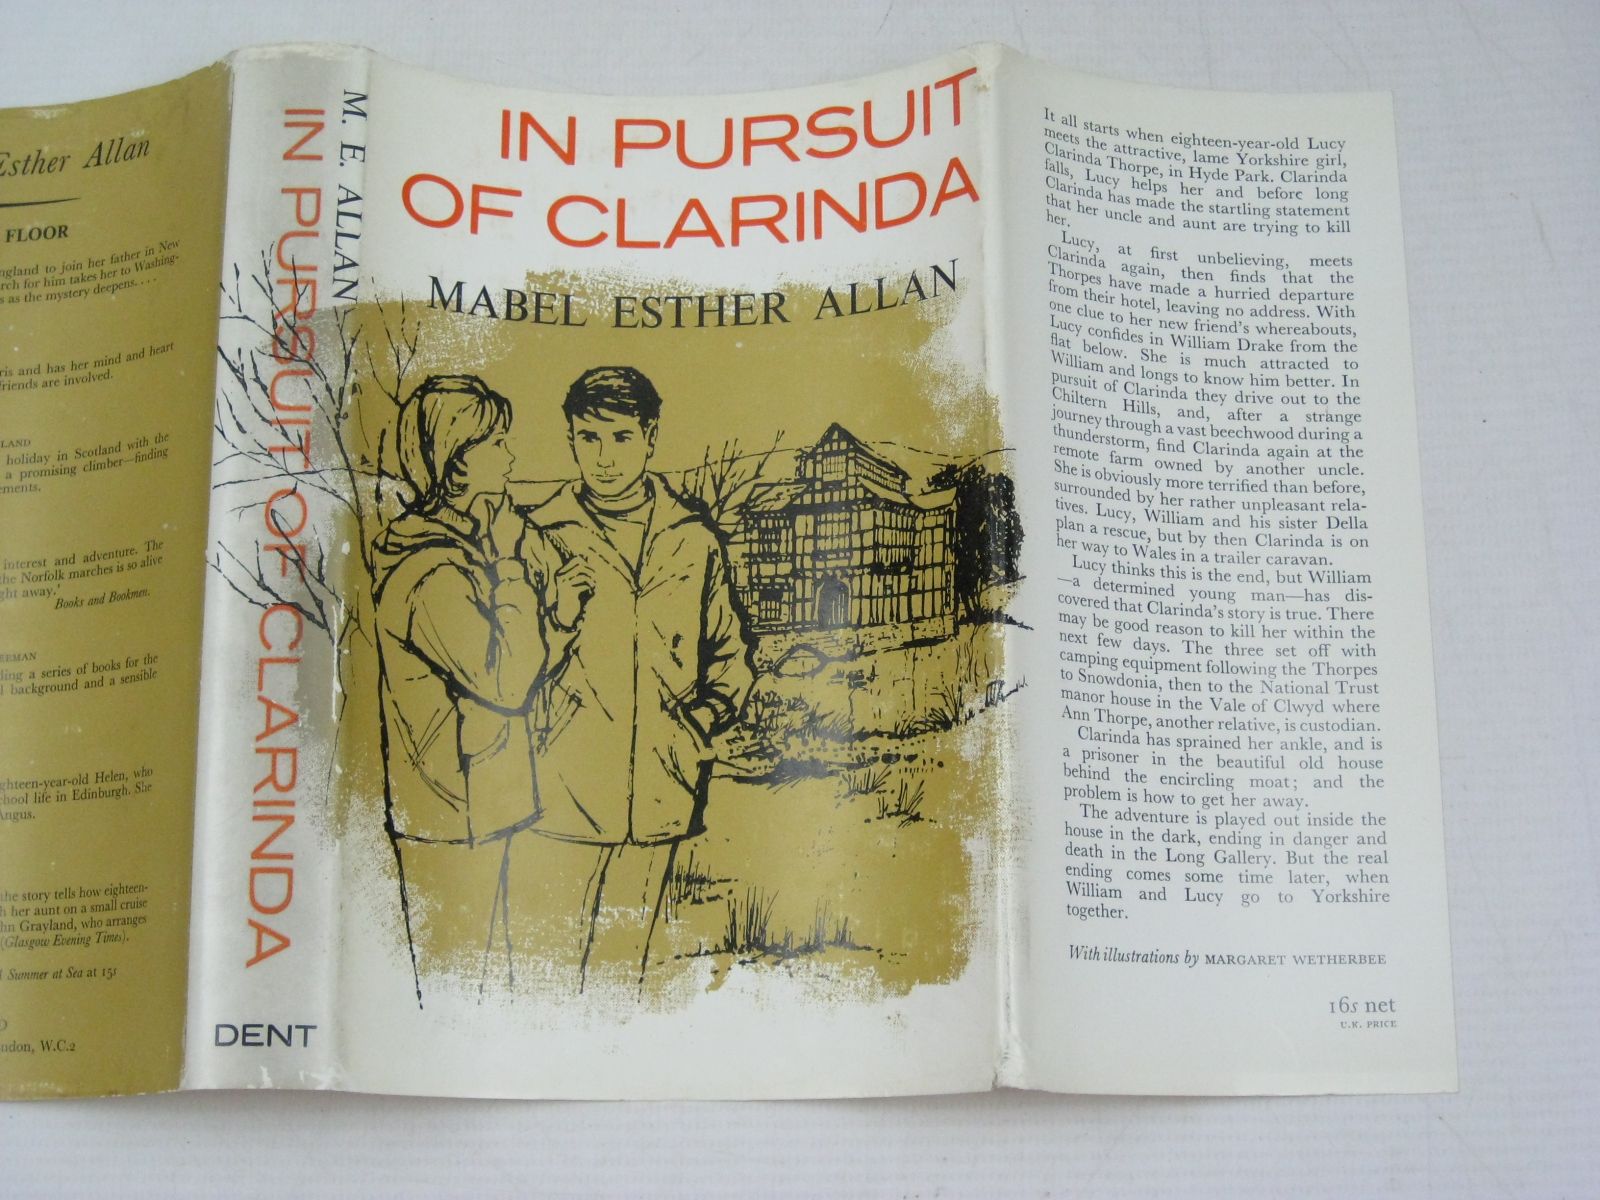 Esther Allan
FLOOR
ngland to join her father in New
rch for him takes her to Washing-
s as the mystery deepens. . . .
ris and has her mind and heart
friends are involved.
LAND
holiday in Scotland with the
a promising climber—finding
ements.
interest and adventure. The
the Norfolk marches is so alive
ght away.
Books and Bookmen.
ERMAN
ding a series of books for the
l background and a sensible
ghteen-year-old Helen, who
chool life in Edinburgh. She
Angus.
the story tells how eighteen-
h her aunt on a small cruise
hn Grayland, who arranges
(Glasgow Evening Times).
Summer at Sea at 15s
ndon, W.C.2
M. E. ALLAN
IN PURSUIT OF CLARINDA
DENT
IN PURSUIT
OF CLARINDA
MABEL ESTHER ALLAN
It all starts when eighteen-year-old Lucy
meets the attractive, lame Yorkshire girl,
Clarinda Thorpe, in Hyde Park. Clarinda
falls, Lucy helps her and before long
Clarinda has made the startling statement
that her uncle and aunt are trying to kill
her.
Lucy, at first unbelieving, meets
Clarinda again, then finds that the
Thorpes have made a hurried departure
from their hotel, leaving no address. With
one clue to her new friend's whereabouts,
Lucy confides in William Drake from the
flat below. She is much attracted to
William and longs to know him better. In
pursuit of Clarinda they drive out to the
Chiltern Hills, and, after a strange
journey through a vast beechwood during a
thunderstorm, find Clarinda again at the
remote farm owned by another uncle.
She is obviously more terrified than before,
surrounded by her rather unpleasant rela-
tives. Lucy, William and his sister Della
plan a rescue, but by then Clarinda is on
her way to Wales in a trailer caravan.
Lucy thinks this is the end, but William
—a determined young man—has dis-
covered that Clarinda's story is true. There
may be good reason to kill her within the
next few days. The three set off with
camping equipment following the Thorpes
to Snowdonia, then to the National Trust
manor house in the Vale of Clwyd where
Ann Thorpe, another relative, is custodian.
Clarinda has sprained her ankle, and is
a prisoner in the beautiful old house
behind the encircling moat; and the
problem is how to get her away.
The adventure is played out inside the
house in the dark, ending in danger and
death in the Long Gallery. But the real
ending comes some time later, when
William and Lucy go to Yorkshire
together.
With illustrations by MARGARET WETHERBEE
16s net
U.K. PRICE